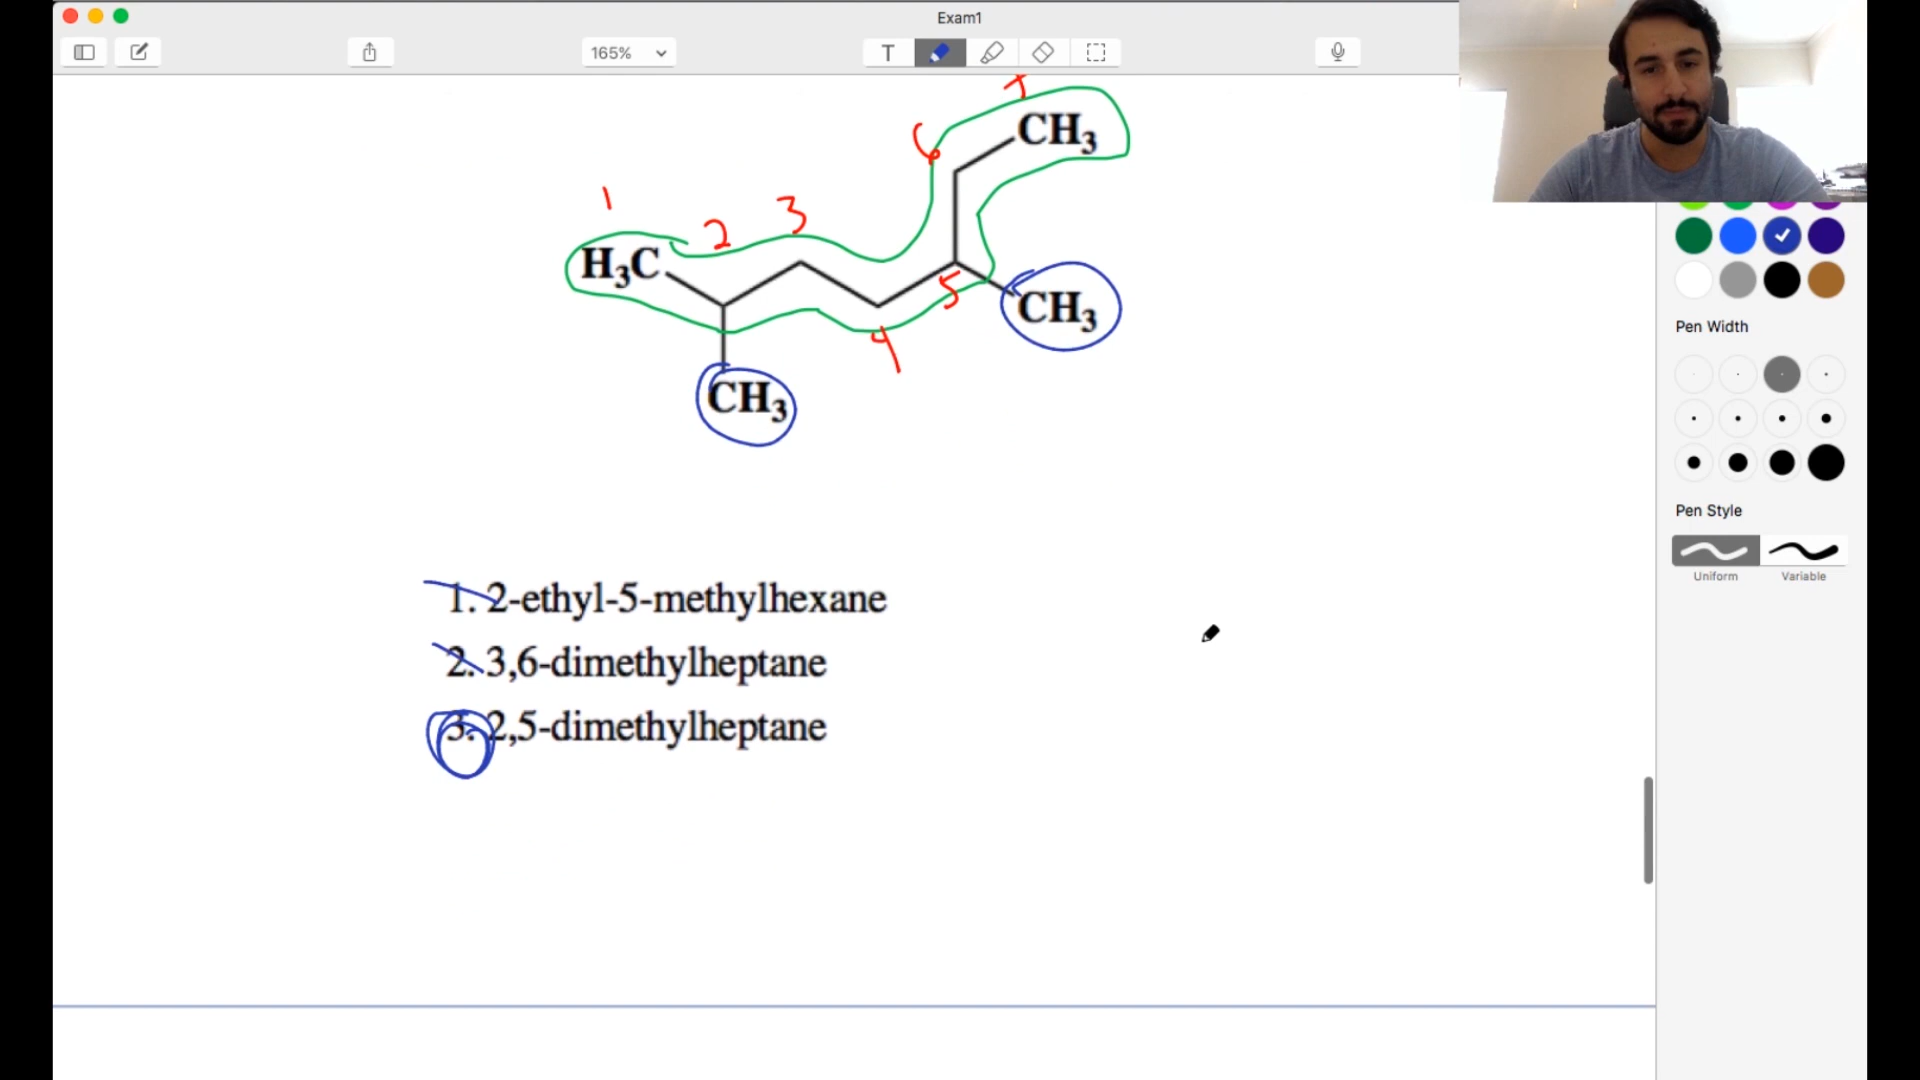 Exam1
165%
T
7
CH3
6
1
2
3
H3C
5
CH3
4
CH3
1. 2-ethyl-5-methylhexane
2. 3,6-dimethylheptane
3. 2,5-dimethylheptane
Pen Width
Pen Style
Uniform
Variable